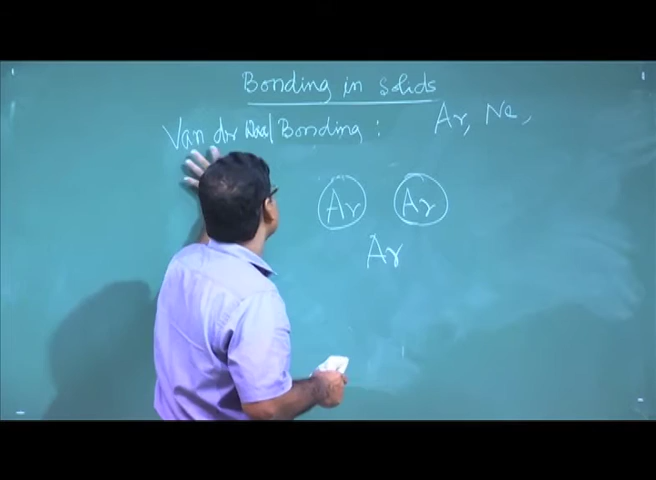 Bonding in Solids
Van der Waal Bonding : Ar, Ne,
Ar Ar
Ar